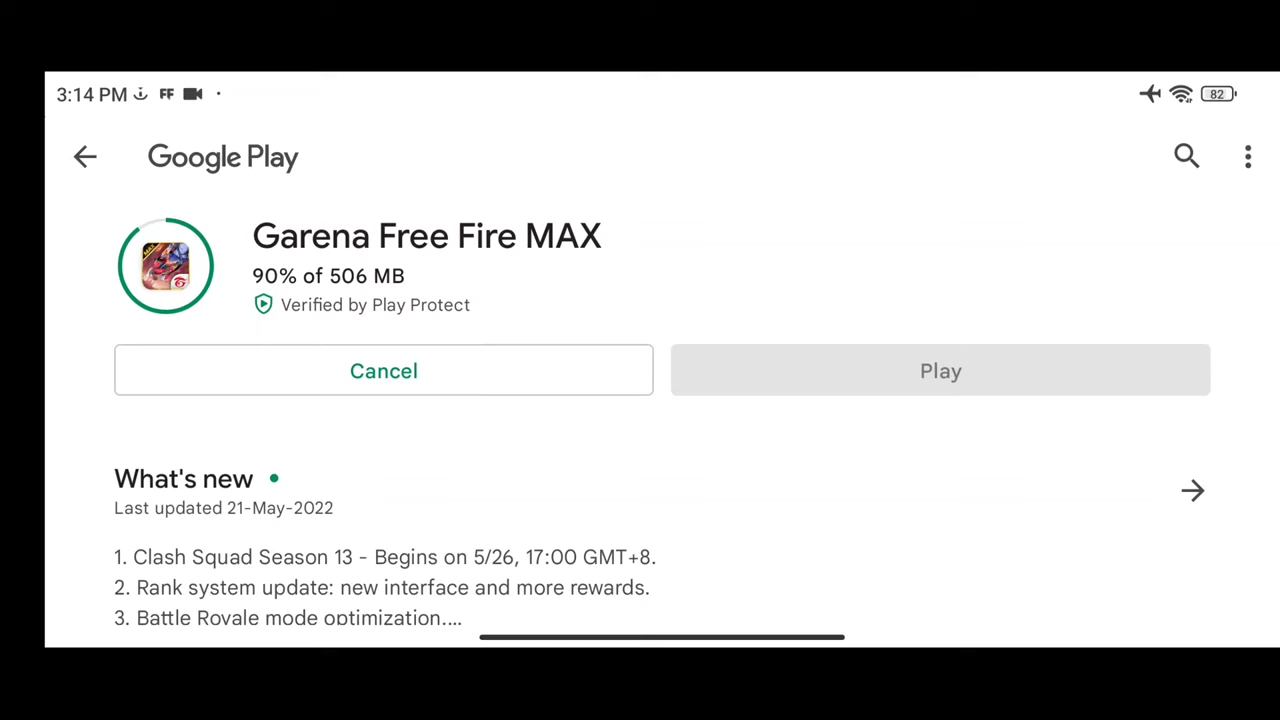 3:14 PM FF 82
Google Play
Garena Free Fire MAX
90% of 506 MB
Verified by Play Protect
Cancel Play
What's new
Last updated 21-May-2022
1. Clash Squad Season 13 - Begins on 5/26, 17:00 GMT+8.
2. Rank system update: new interface and more rewards.
3. Battle Royale mode optimization....